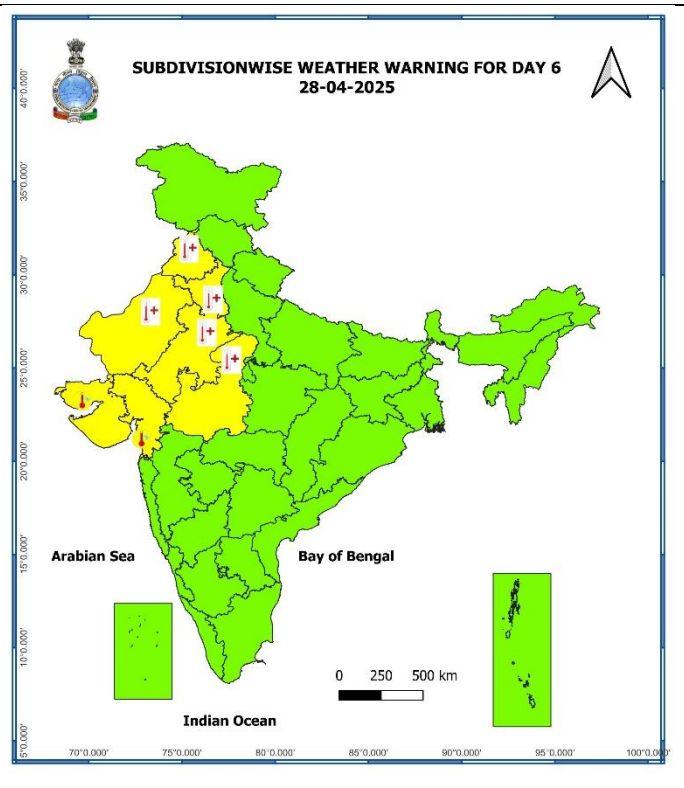 SUBDIVISIONWISE WEATHER WARNING FOR DAY 6
28-04-2025
40°0.000'
35°0.000'
30°0.000'
25°0.000'
20°0.000'
15°0.000'
10°0.000'
5°0.000'
Arabian Sea
Bay of Bengal
0 250 500 km
Indian Ocean
70°0.000' 75°0.000' 80°0.000' 85°0.000' 90°0.000' 95°0.000' 100°0.000'